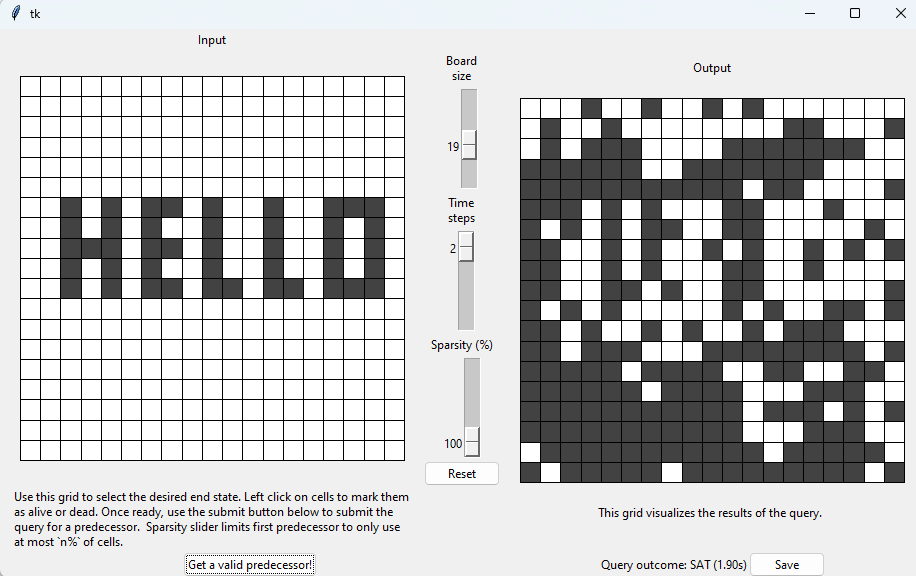 tk
Input
Board
size
19
Time
steps
2
Sparsity (%)
100
Reset
Output
HELLO
Use this grid to select the desired end state. Left click on cells to mark them
as alive or dead. Once ready, use the submit button below to submit the
query for a predecessor.  Sparsity slider limits first predecessor to only use
at most `n%` of cells.
Get a valid predecessor!
This grid visualizes the results of the query.
Query outcome: SAT (1.90s)
Save